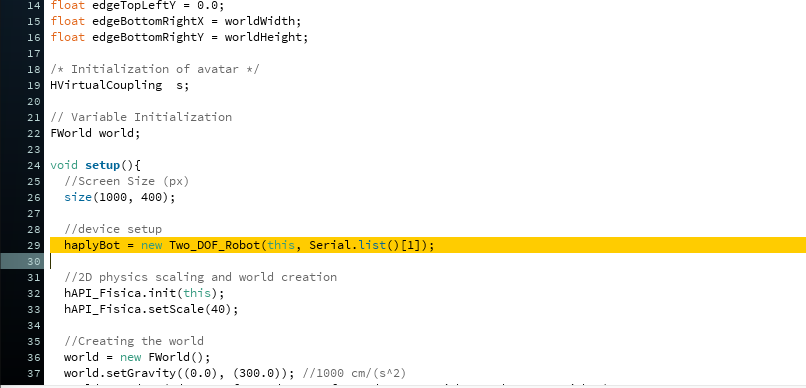 14 float edgeTopLeftY = 0.0;
15 float edgeBottomRightX = worldWidth;
16 float edgeBottomRightY = worldHeight;
17
18 /* Initialization of avatar */
19 HVirtualCoupling  s;
20
21 // Variable Initialization
22 FWorld world;
23
24 void setup(){
25   //Screen Size (px)
26   size(1000, 400);
27
28   //device setup
29   haplyBot = new Two_DOF_Robot(this, Serial.list()[1]);
30
31   //2D physics scaling and world creation
32   hAPI_Fisica.init(this);
33   hAPI_Fisica.setScale(40);
34
35   //Creating the world
36   world = new FWorld();
37   world.setGravity((0.0), (300.0)); //1000 cm/(s^2)